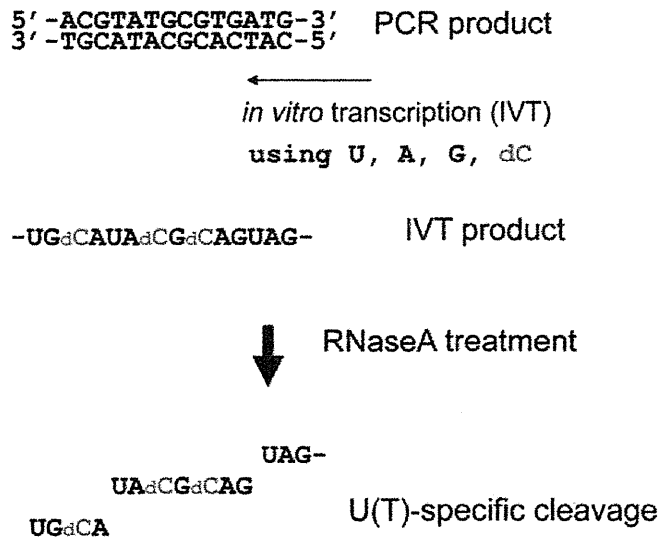 5'-ACGTATGCGTGATG-3' PCR product
3'-TGCATACGCACTAC-5'
in vitro transcription (IVT)
using U, A, G, dC
-UGdCAUAdCGdCAGUAG- IVT product
RNaseA treatment
UAG-
UAdCGdCAG
U(T)-specific cleavage
UGdCA